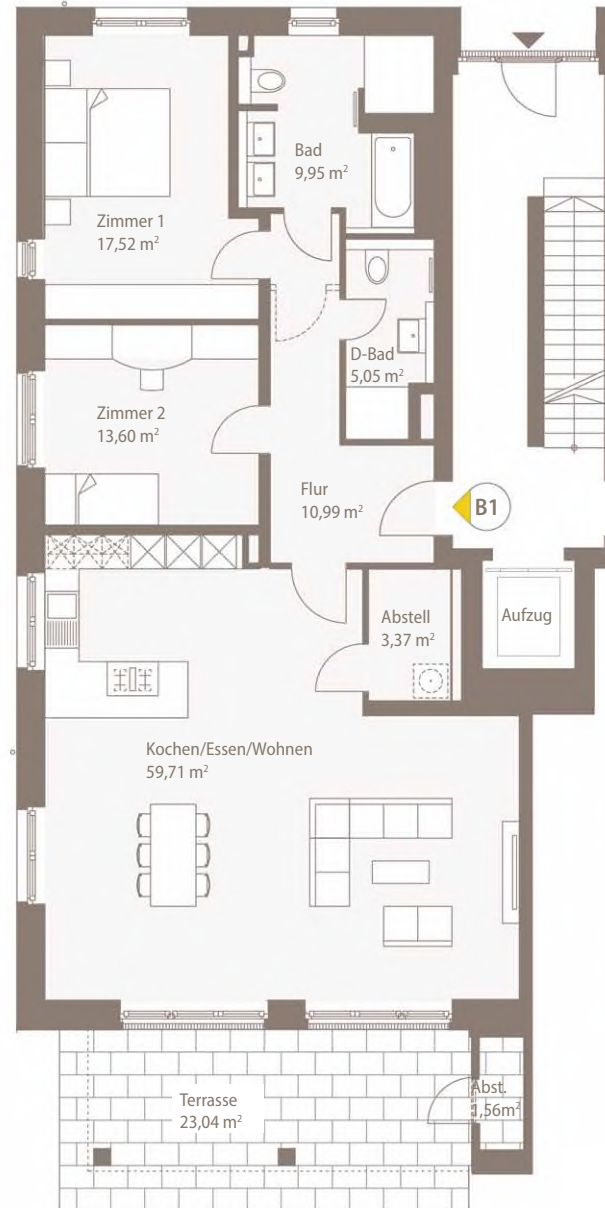 Bad
9,95 m²
Zimmer 1
17,52 m²
D-Bad
5,05 m²
Zimmer 2
13,60 m²
Flur
10,99 m²
B1
Abstell
3,37 m²
Aufzug
Kochen/Essen/Wohnen
59,71 m²
Terrasse
23,04 m²
Abst.
1,56m²